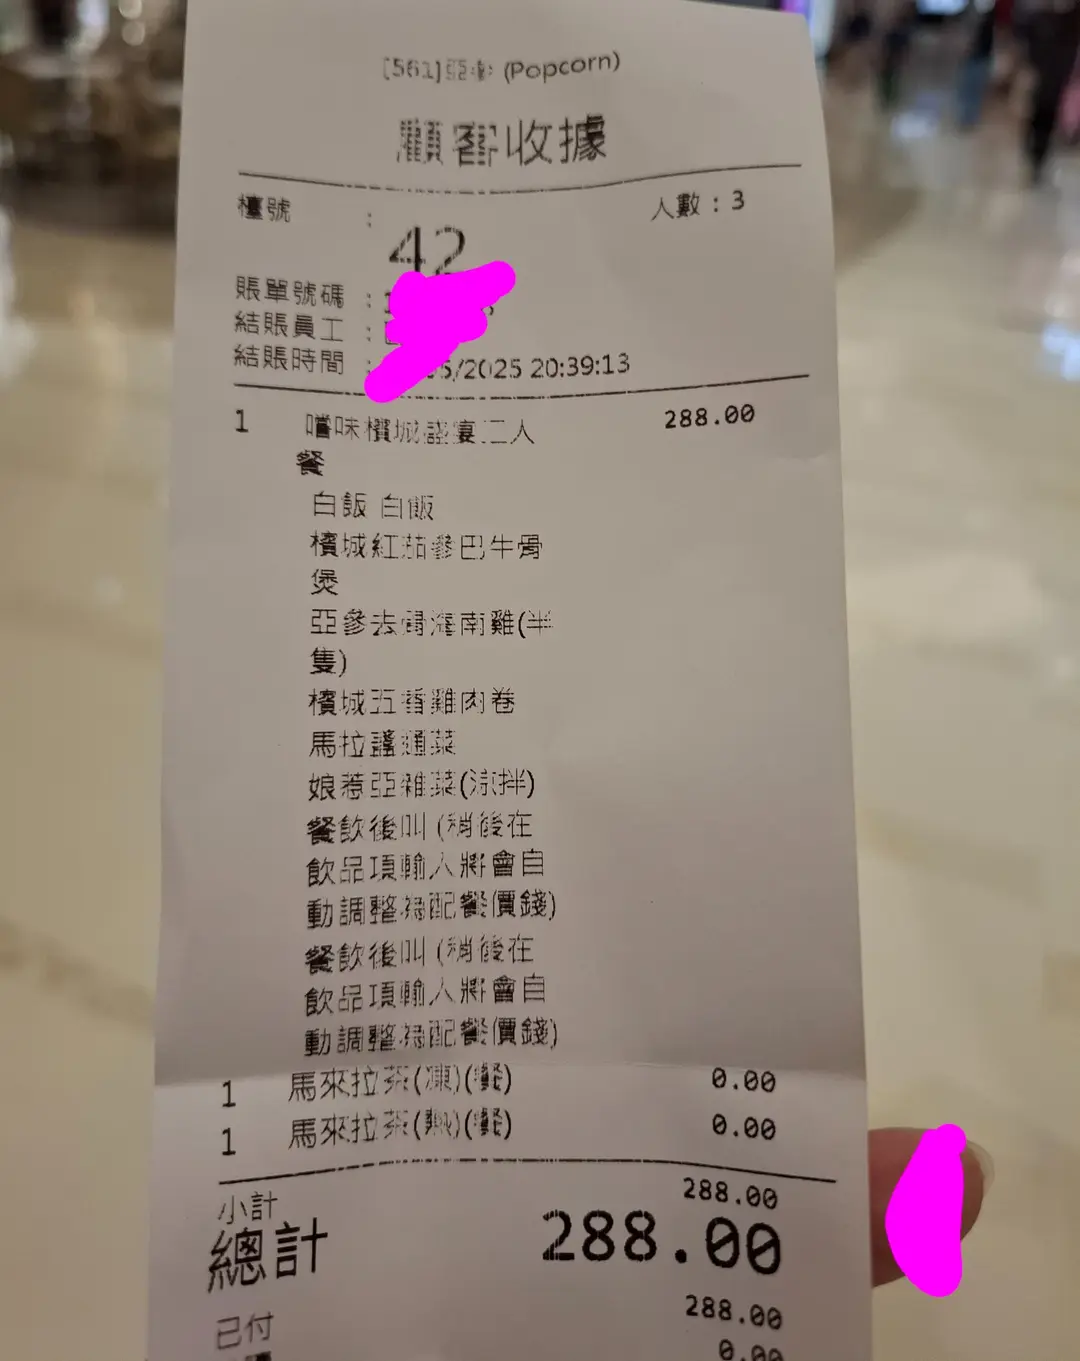 [561]亞參 (Popcorn)
顧客收據
檯號 : 人數 : 3
42
賬單號碼 :
結賬員工 :
結賬時間 : 5/2025 20:39:13
1 嚐味檳城盛宴二人 288.00
餐
白飯 白飯
檳城紅茄參巴牛骨
煲
亞參去骨海南雞(半
隻)
檳城五香雞肉卷
馬拉盞通菜
娘惹亞雜菜(涼拌)
餐飲後叫 (稍後在
飲品項輸入將會自
動調整為配餐價錢)
餐飲後叫 (稍後在
飲品項輸入將會自
動調整為配餐價錢)
1 馬來拉茶(凍)(餐) 0.00
1 馬來拉茶(熱)(餐) 0.00
小計 288.00
總計 288.00
已付 288.00
0.00